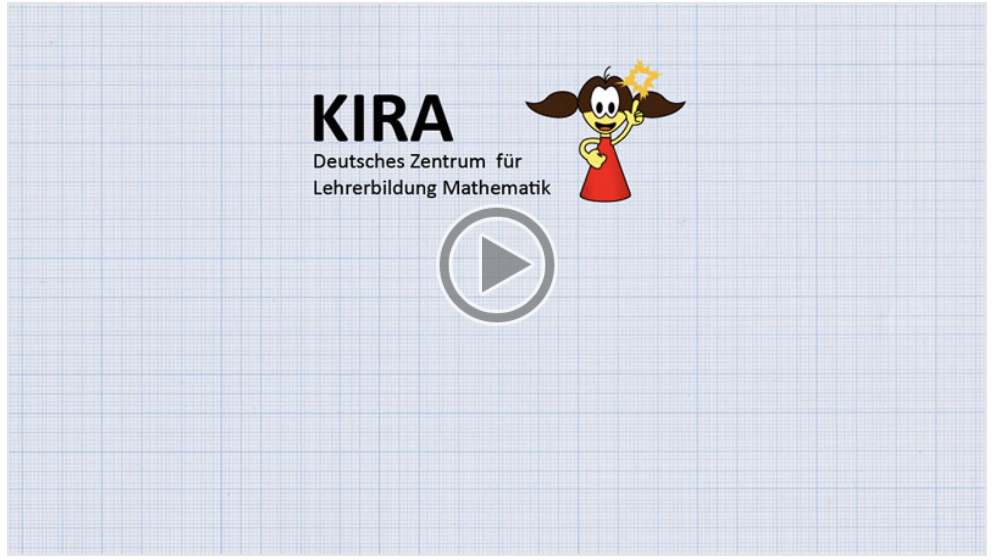 KIRA
Deutsches Zentrum für
Lehrerbildung Mathematik